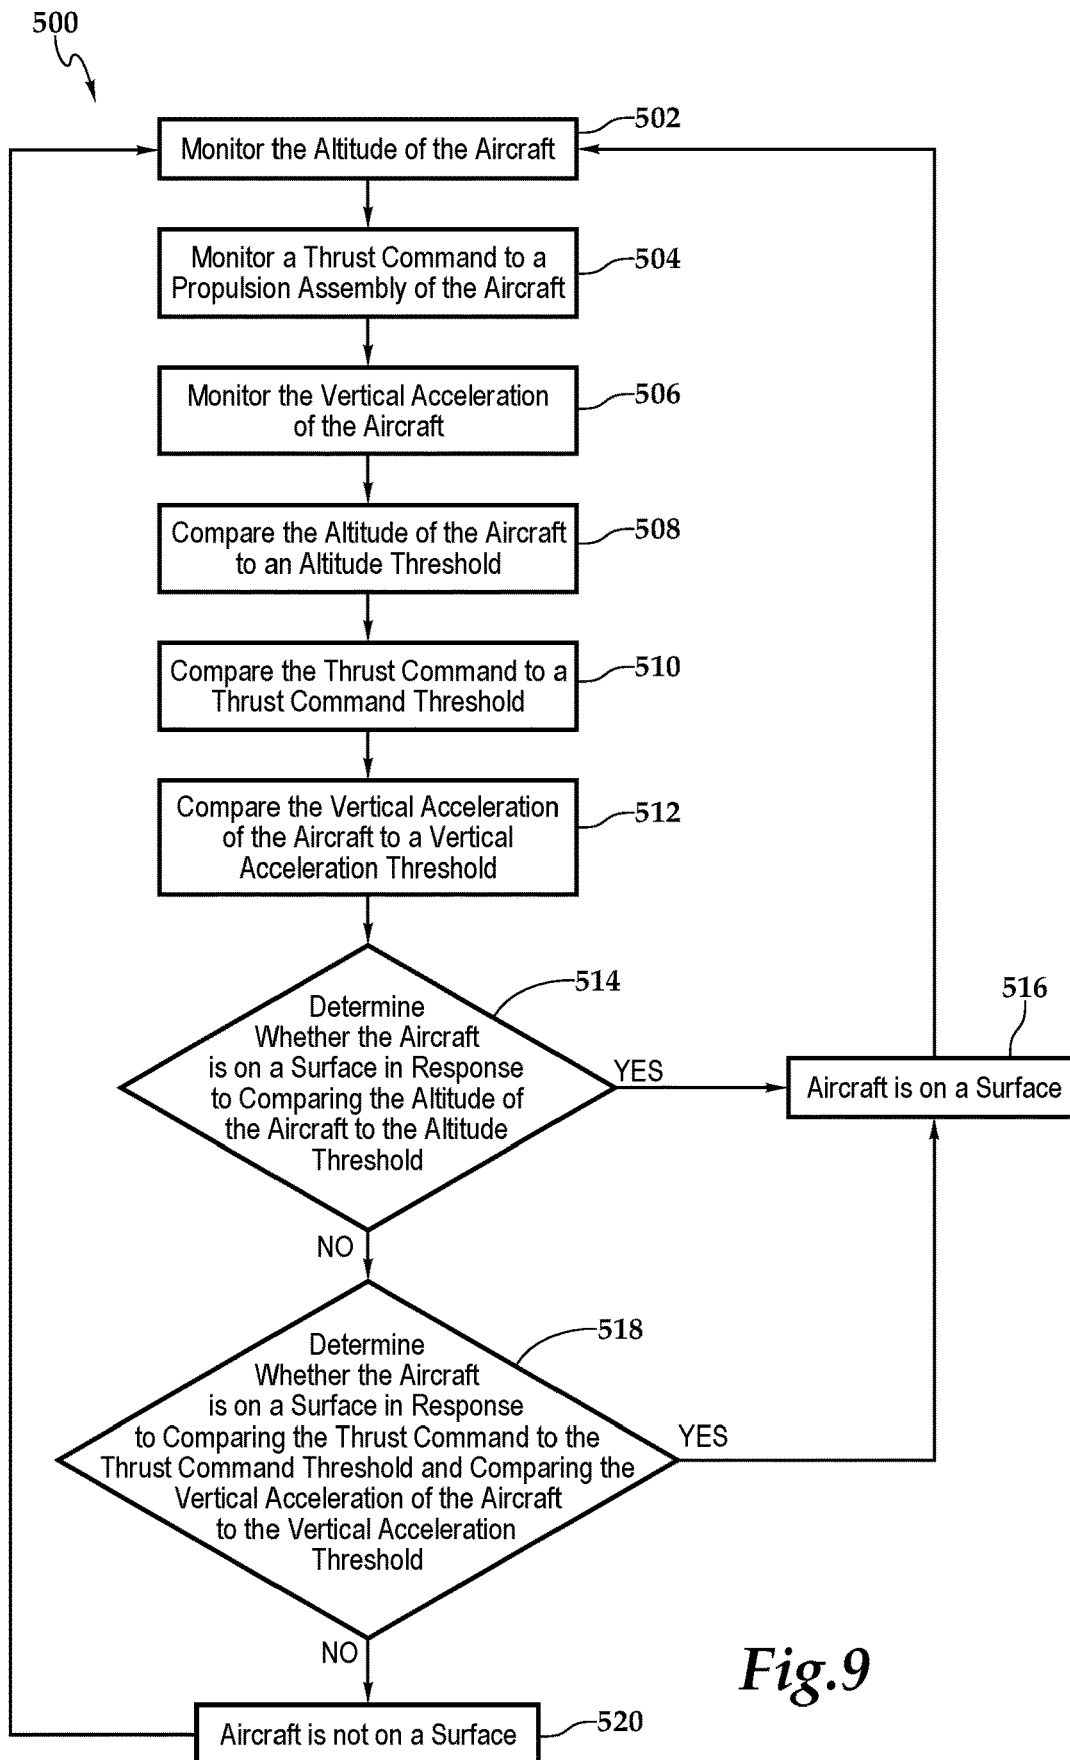 500
502
Monitor the Altitude of the Aircraft
Monitor a Thrust Command to a
Propulsion Assembly of the Aircraft
504
Monitor the Vertical Acceleration
of the Aircraft
506
Compare the Altitude of the Aircraft
to an Altitude Threshold
508
Compare the Thrust Command to a
Thrust Command Threshold
510
Compare the Vertical Acceleration
of the Aircraft to a Vertical
Acceleration Threshold
512
Determine
Whether the Aircraft
is on a Surface in Response
to Comparing the Altitude of
the Aircraft to the Altitude
Threshold
514
YES
516
Aircraft is on a Surface
NO
Determine
Whether the Aircraft
is on a Surface in Response
to Comparing the Thrust Command to the
Thrust Command Threshold and Comparing the
Vertical Acceleration of the Aircraft
to the Vertical Acceleration
Threshold
518
YES
NO
Aircraft is not on a Surface
520
Fig.9